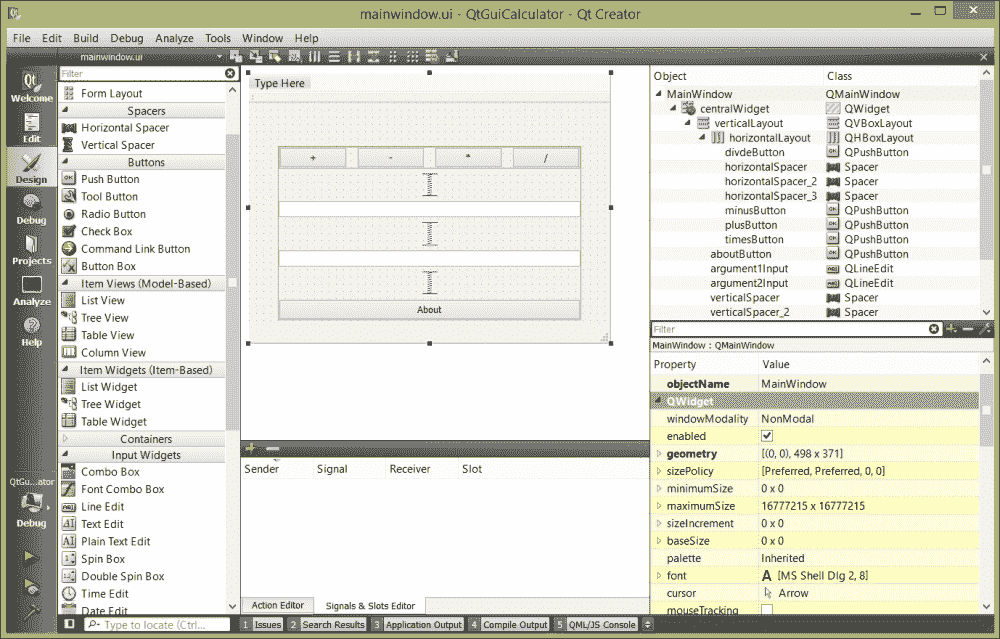 mainwindow.ui - QtGuiCalculator - Qt Creator
File Edit Build Debug Analyze Tools Window Help
mainwindow.ui
Welcome
Edit
Design
Debug
Projects
Analyze
Help
QtGu...ator
Debug
Filter
Form Layout
Spacers
Horizontal Spacer
Vertical Spacer
Buttons
Push Button
Tool Button
Radio Button
Check Box
Command Link Button
Button Box
Item Views (Model-Based)
List View
Tree View
Table View
Column View
Item Widgets (Item-Based)
List Widget
Tree Widget
Table Widget
Containers
Input Widgets
Combo Box
Font Combo Box
Line Edit
Text Edit
Plain Text Edit
Spin Box
Double Spin Box
Time Edit
Date Edit
Type Here
+ - * /
About
Sender Signal Receiver Slot
Action Editor Signals & Slots Editor
Object Class
MainWindow QMainWindow
centralWidget QWidget
verticalLayout QVBoxLayout
horizontalLayout QHBoxLayout
divdeButton QPushButton
horizontalSpacer Spacer
horizontalSpacer_2 Spacer
horizontalSpacer_3 Spacer
minusButton QPushButton
plusButton QPushButton
timesButton QPushButton
aboutButton QPushButton
argument1Input QLineEdit
argument2Input QLineEdit
verticalSpacer Spacer
verticalSpacer_2 Spacer
Filter
MainWindow : QMainWindow
Property Value
objectName MainWindow
QWidget
windowModality NonModal
enabled
geometry [(0, 0), 498 x 371]
sizePolicy [Preferred, Preferred, 0, 0]
minimumSize 0 x 0
maximumSize 16777215 x 16777215
sizeIncrement 0 x 0
baseSize 0 x 0
palette Inherited
font A [MS Shell Dlg 2, 8]
cursor Arrow
mouseTracking
Type to locate (Ctrl... 1 Issues 2 Search Results 3 Application Output 4 Compile Output 5 QML/JS Console